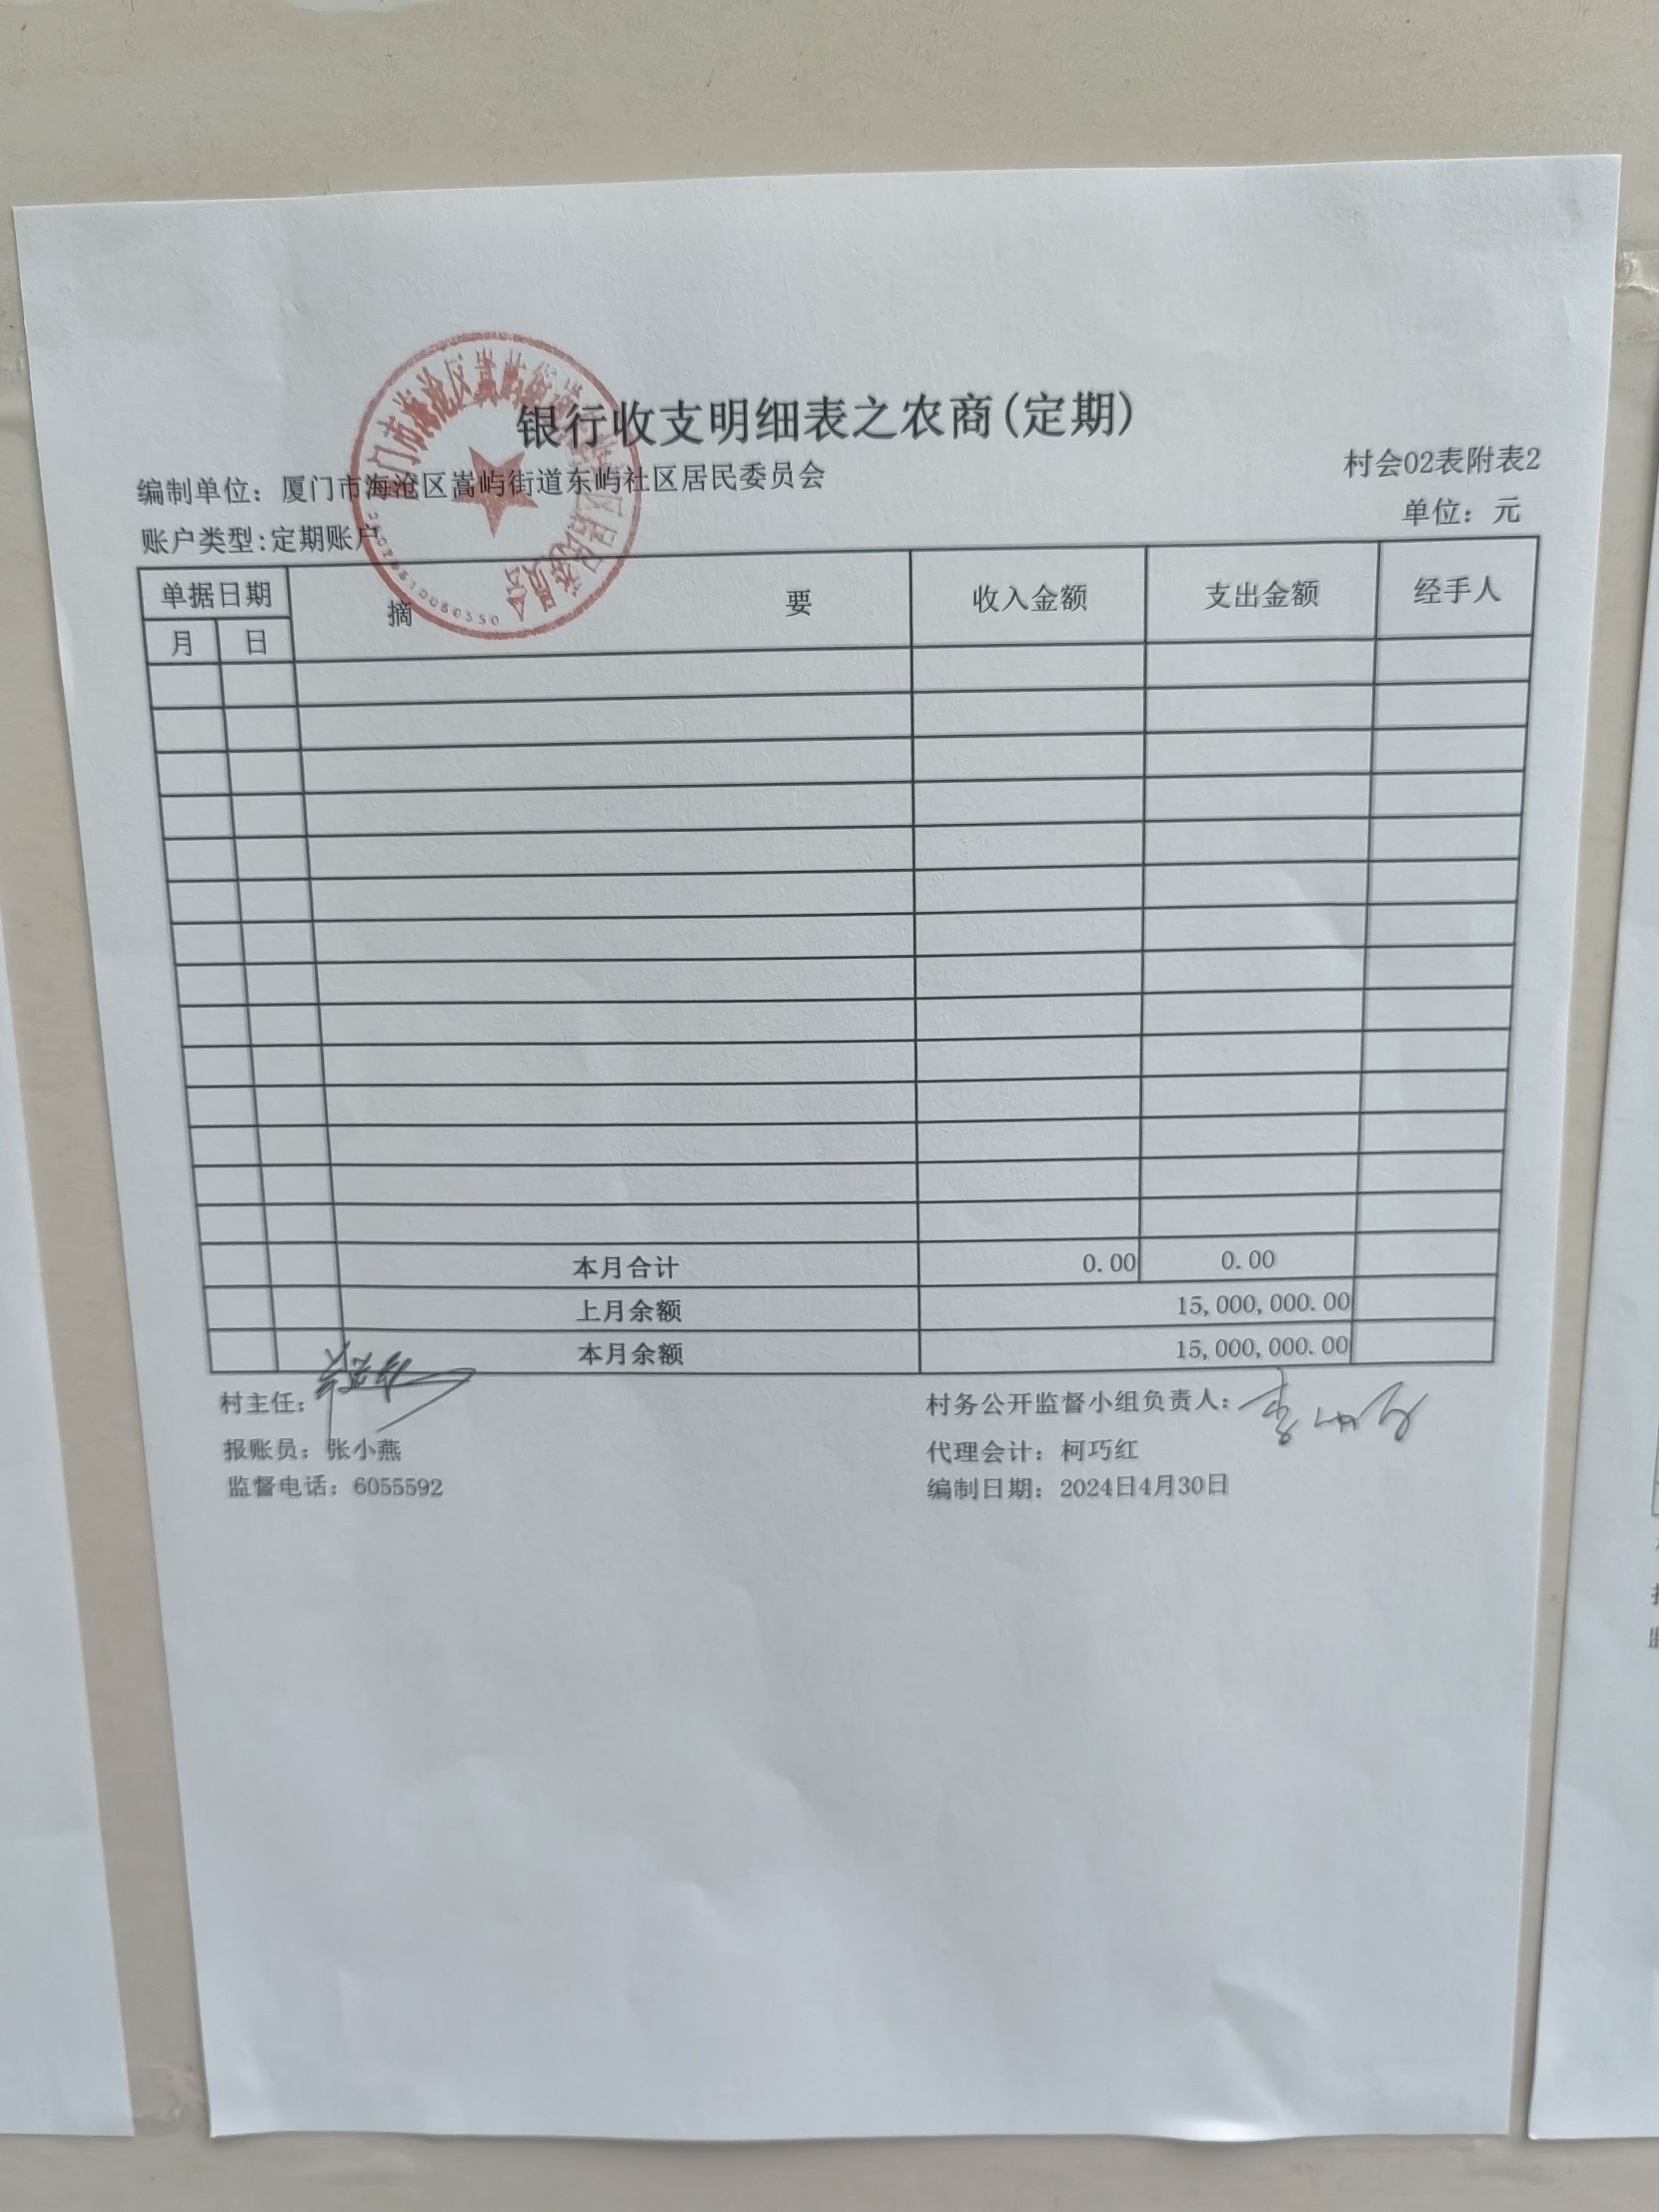 银行收支明细表之农商(定期)
村会02表附表2
编制单位：厦门市海沧区嵩屿街道东屿社区居民委员会
单位：元
账户类型:定期账户
单据日期 摘 要 收入金额 支出金额 经手人
月 日
本月合计 0.00 0.00
上月余额 15,000,000.00
本月余额 15,000,000.00
村主任： 村务公开监督小组负责人：
报账员：张小燕 代理会计：柯巧红
监督电话：6055592 编制日期：2024日4月30日